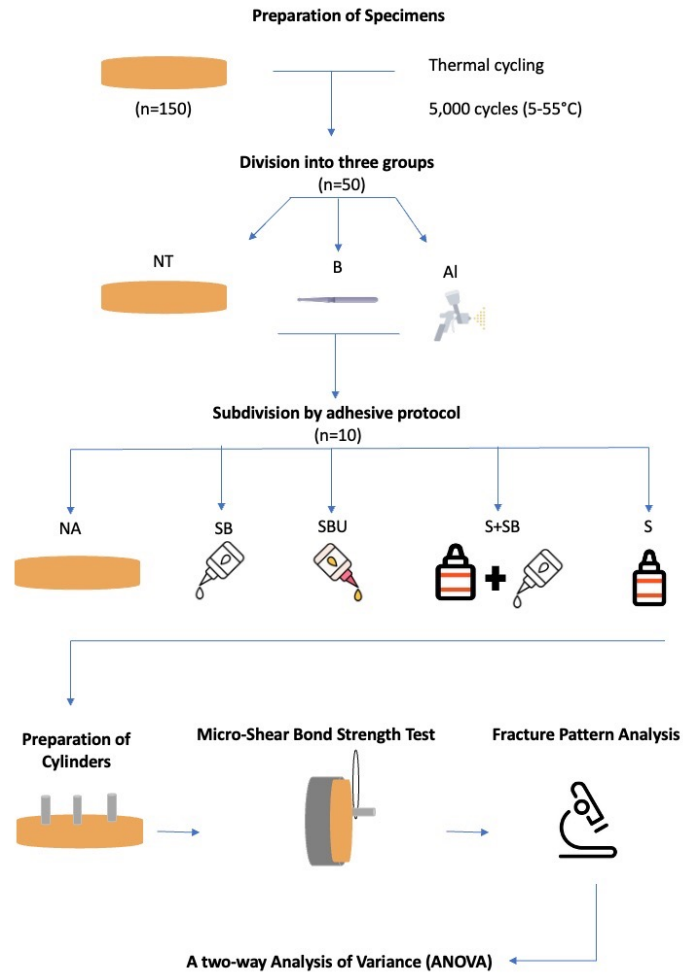 Preparation of Specimens
Thermal cycling
(n=150)
5,000 cycles (5-55°C)
Division into three groups
(n=50)
NT
B
Al
Subdivision by adhesive protocol
(n=10)
NA
SB
SBU
S+SB
S
Preparation of
Cylinders
Micro-Shear Bond Strength Test
Fracture Pattern Analysis
A two-way Analysis of Variance (ANOVA)